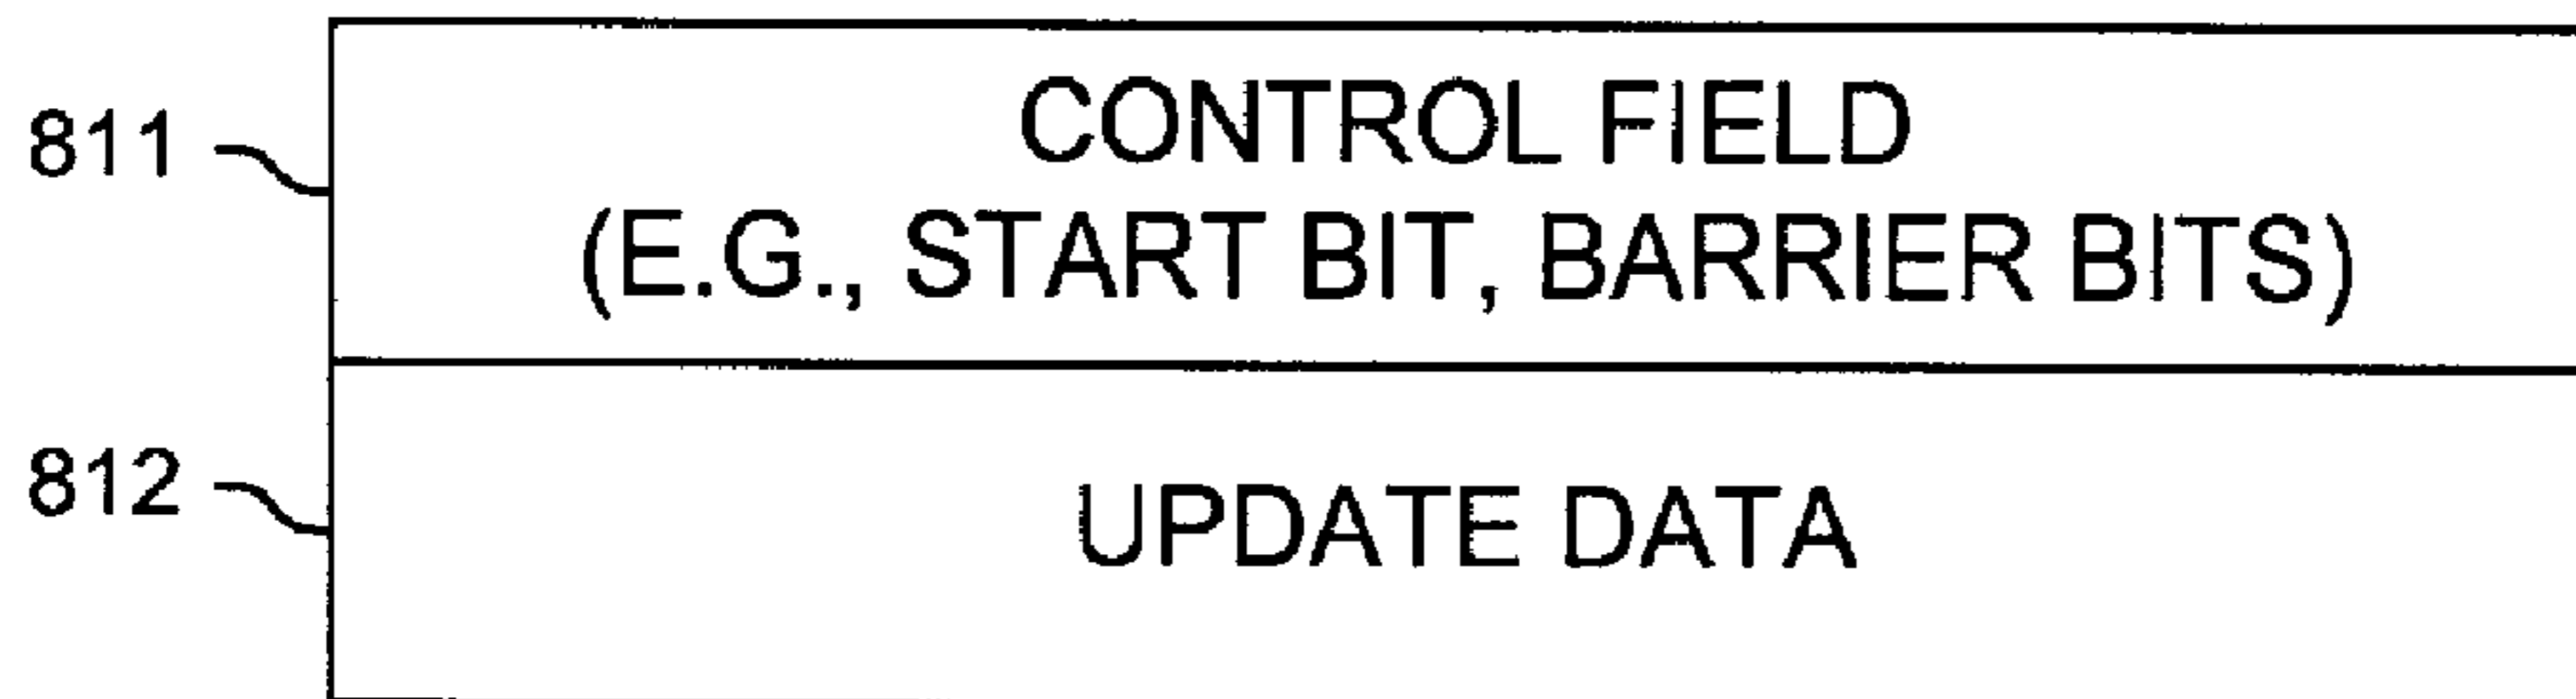 811
CONTROL FIELD
(E.G., START BIT, BARRIER BITS)
812
UPDATE DATA